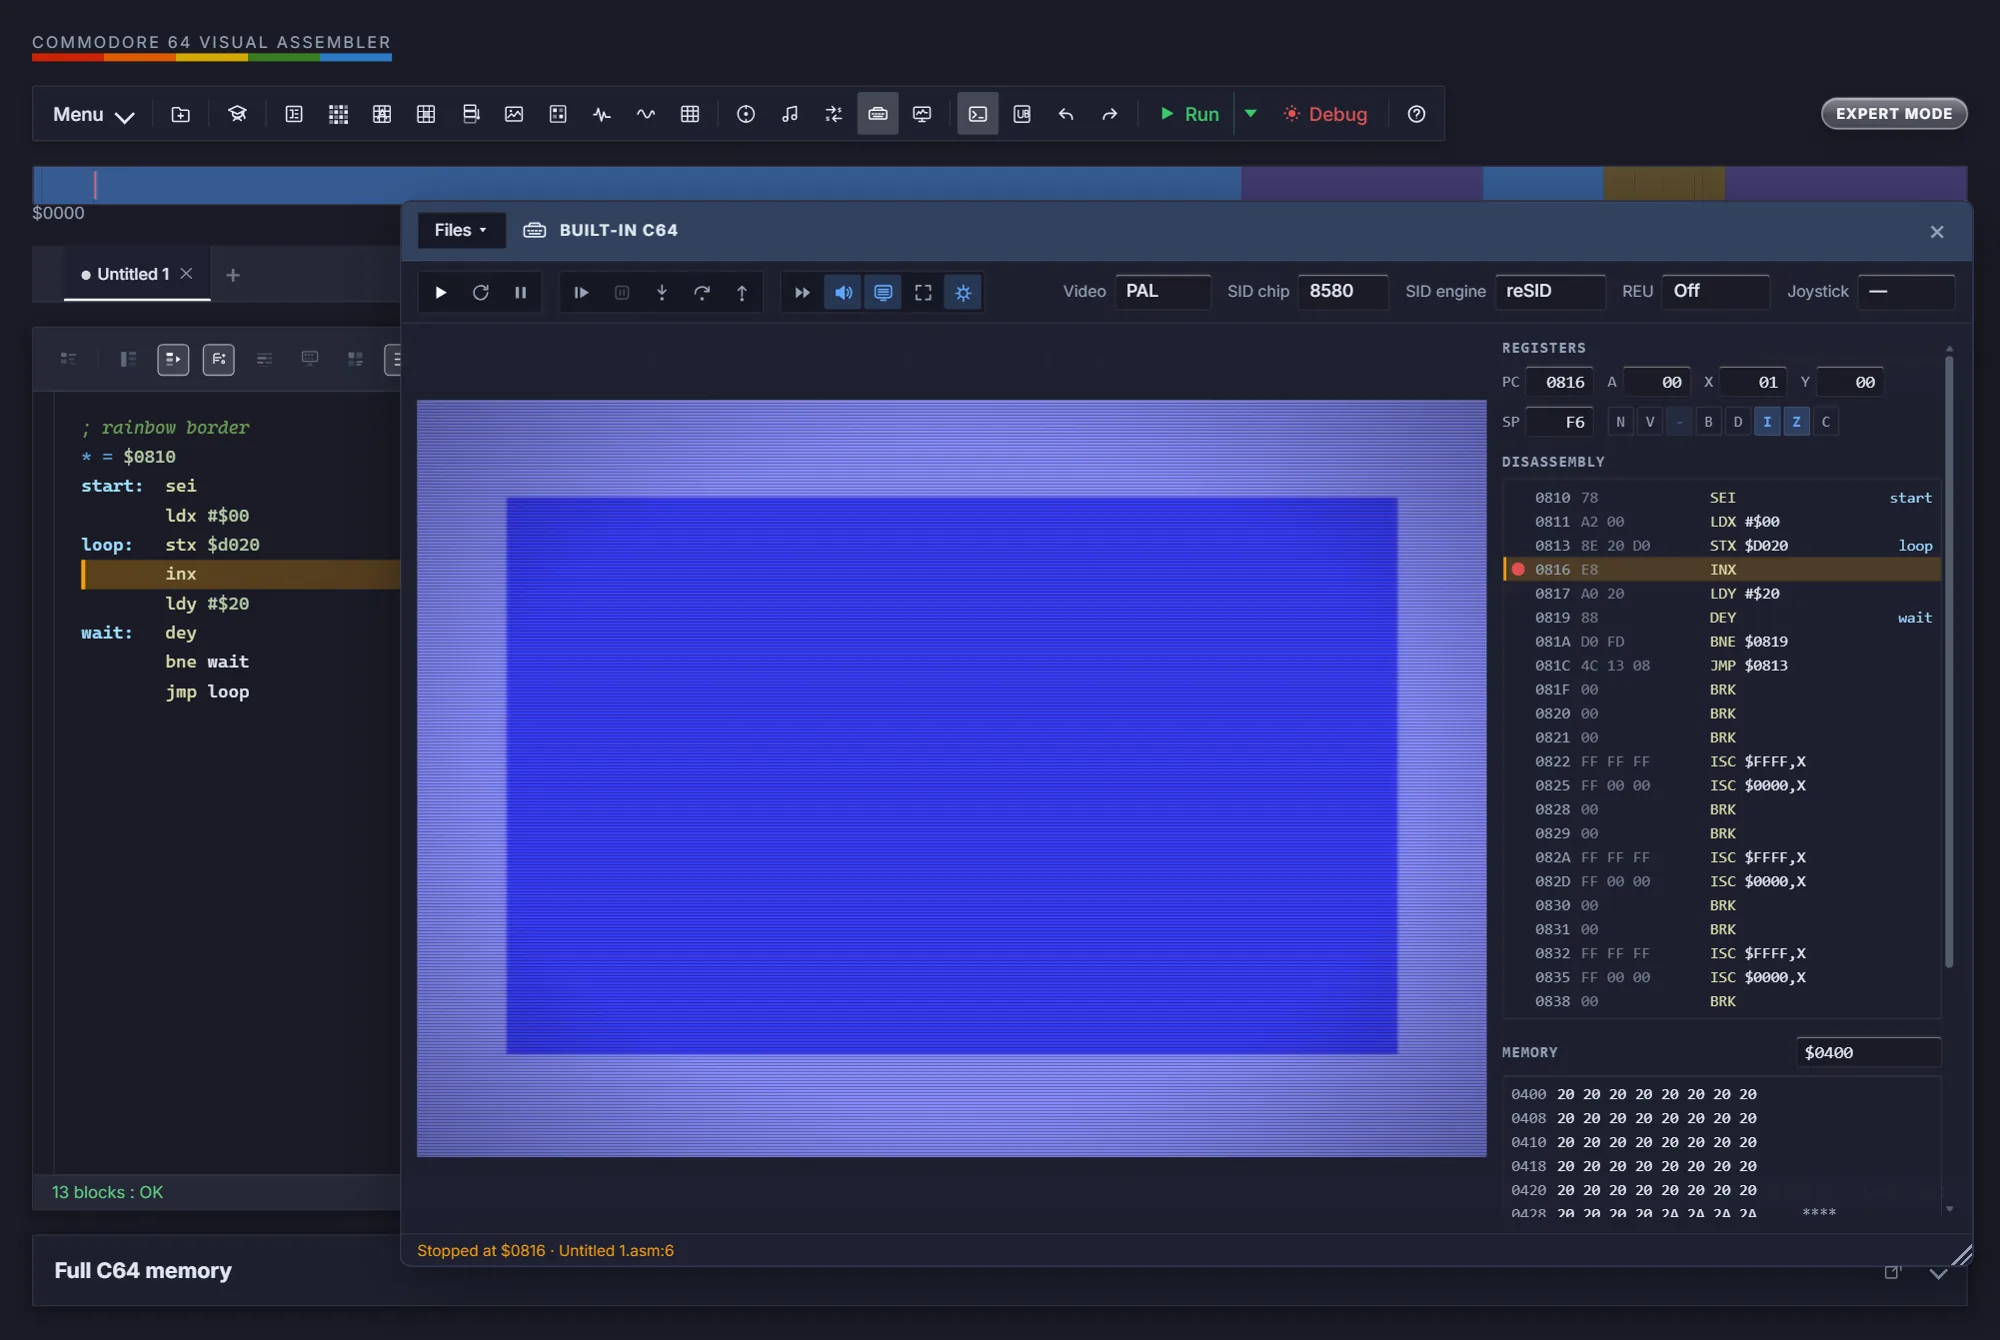 COMMODORE 64 VISUAL ASSEMBLER
Menu
Run
Debug
EXPERT MODE
$0000
Files
BUILT-IN C64
Untitled 1
Video PAL SID chip 8580 SID engine reSID REU Off Joystick —
; rainbow border
* = $0810
start: sei
ldx #$00
loop: stx $d020
inx
ldy #$20
wait: dey
bne wait
jmp loop
13 blocks : OK
REGISTERS
PC 0816 A 00 X 01 Y 00
SP F6 N V - B D I Z C
DISASSEMBLY
0810 78 SEI start
0811 A2 00 LDX #$00
0813 8E 20 D0 STX $D020 loop
0816 E8 INX
0817 A0 20 LDY #$20
0819 88 DEY wait
081A D0 FD BNE $0819
081C 4C 13 08 JMP $0813
081F 00 BRK
0820 00 BRK
0821 00 BRK
0822 FF FF FF ISC $FFFF,X
0825 FF 00 00 ISC $0000,X
0828 00 BRK
0829 00 BRK
082A FF FF FF ISC $FFFF,X
082D FF 00 00 ISC $0000,X
0830 00 BRK
0831 00 BRK
0832 FF FF FF ISC $FFFF,X
0835 FF 00 00 ISC $0000,X
0838 00 BRK
MEMORY $0400
0400 20 20 20 20 20 20 20 20
0408 20 20 20 20 20 20 20 20
0410 20 20 20 20 20 20 20 20
0418 20 20 20 20 20 20 20 20
0420 20 20 20 20 20 20 20 20
0428 20 20 20 20 2A 2A 2A 2A ****
Stopped at $0816 · Untitled 1.asm:6
Full C64 memory